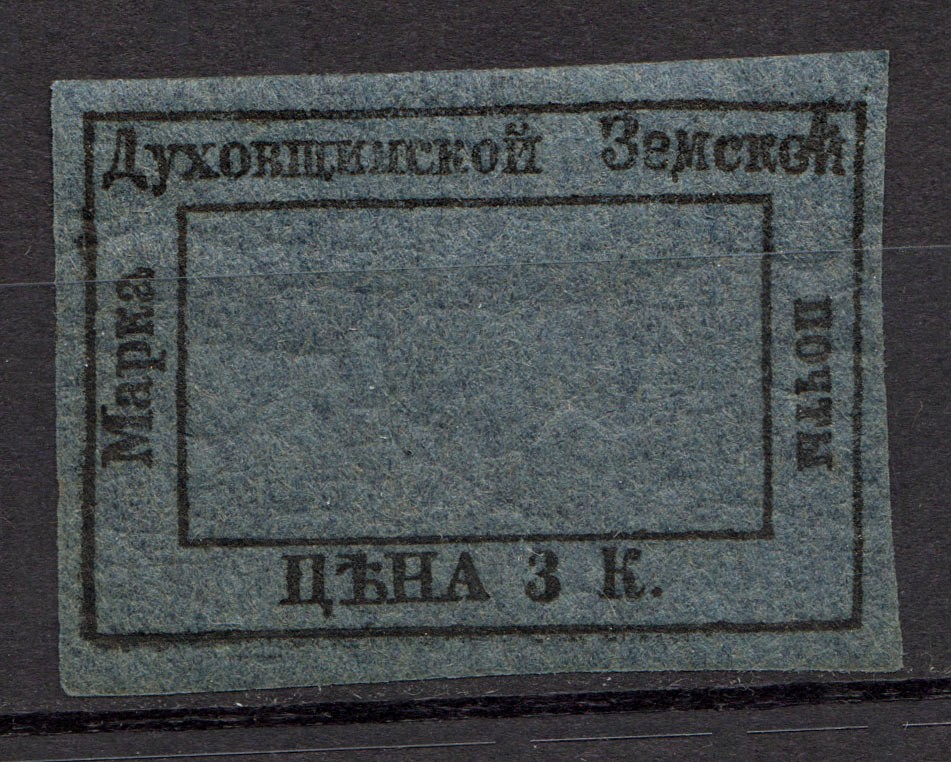 Духовщинской Земской
Марка
почты
ЦѢНА 3 К.